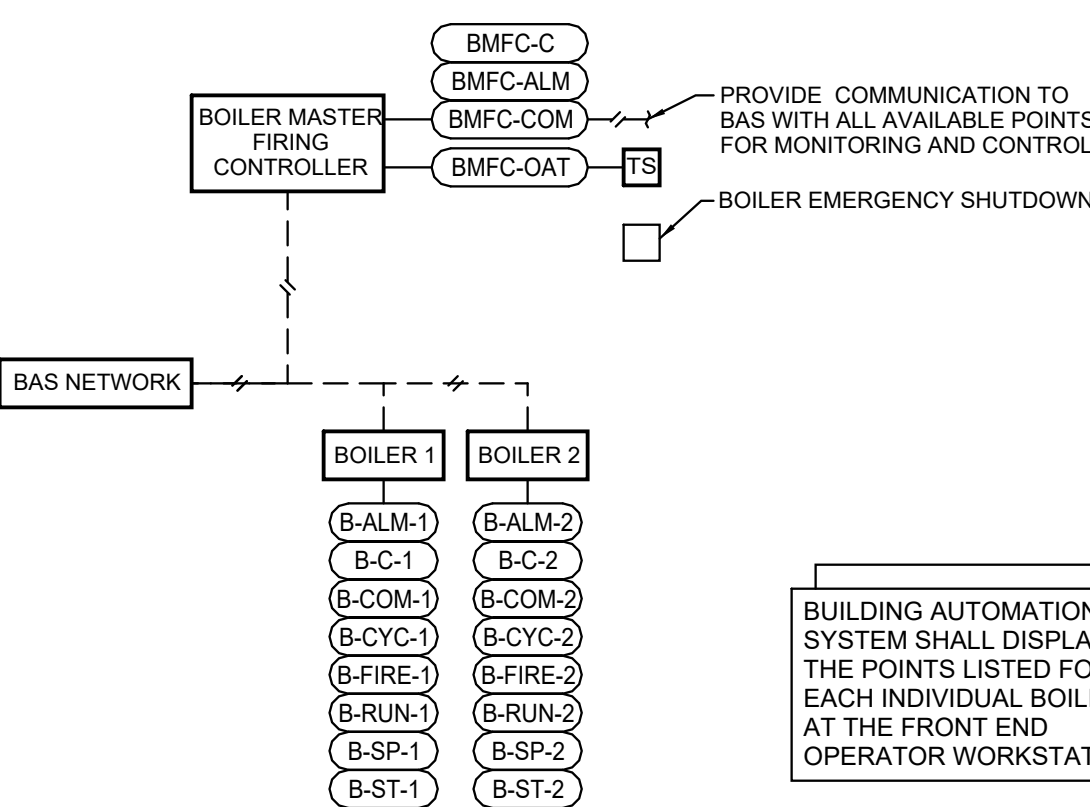 BMFC-C
BMFC-ALM
BMFC-COM
BMFC-OAT
BOILER MASTER
FIRING
CONTROLLER
TS
PROVIDE COMMUNICATION TO
BAS WITH ALL AVAILABLE POINTS
FOR MONITORING AND CONTROL
BOILER EMERGENCY SHUTDOWN
BAS NETWORK
BOILER 1
BOILER 2
B-ALM-1
B-C-1
B-COM-1
B-CYC-1
B-FIRE-1
B-RUN-1
B-SP-1
B-ST-1
B-ALM-2
B-C-2
B-COM-2
B-CYC-2
B-FIRE-2
B-RUN-2
B-SP-2
B-ST-2
BUILDING AUTOMATION
SYSTEM SHALL
THE POINTS LISTED
EACH INDIVIDUAL
AT THE FRONT END
OPERATOR